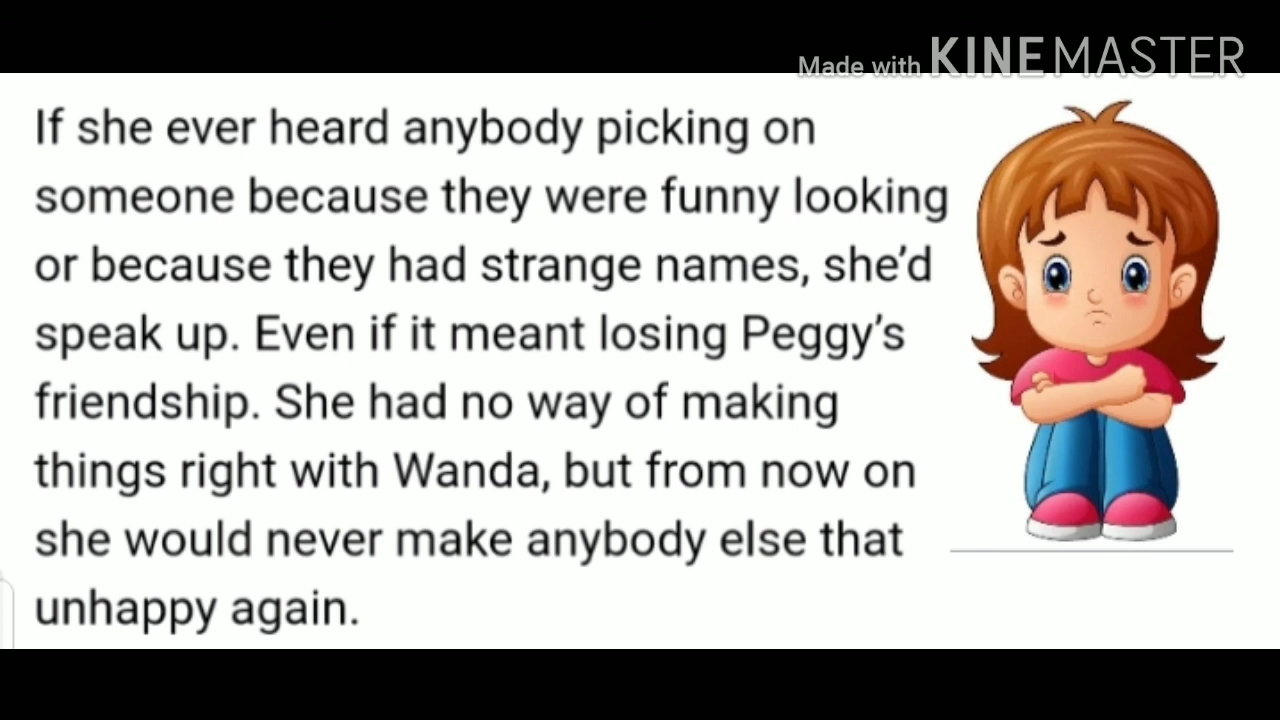 Made with KINEMASTER
If she ever heard anybody picking on
someone because they were funny looking
or because they had strange names, she’d
speak up. Even if it meant losing Peggy’s
friendship. She had no way of making
things right with Wanda, but from now on
she would never make anybody else that
unhappy again.